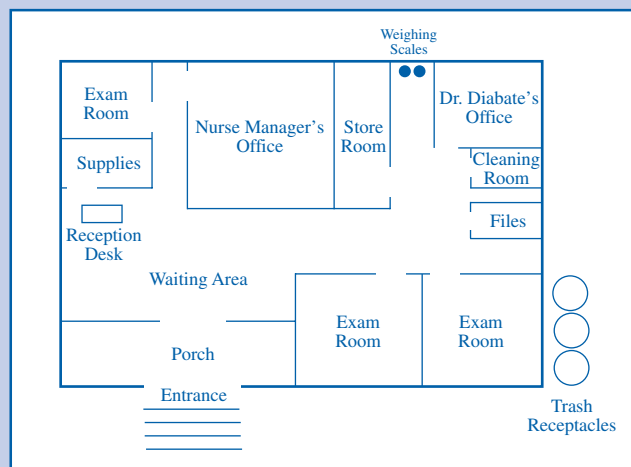 Weighing
Scales
Exam
Room
Nurse Manager's
Office
Store
Room
Dr. Diabate's
Office
Supplies
Cleaning
Room
Files
Reception
Desk
Waiting Area
Exam
Room
Exam
Room
Porch
Entrance
Trash
Receptacles